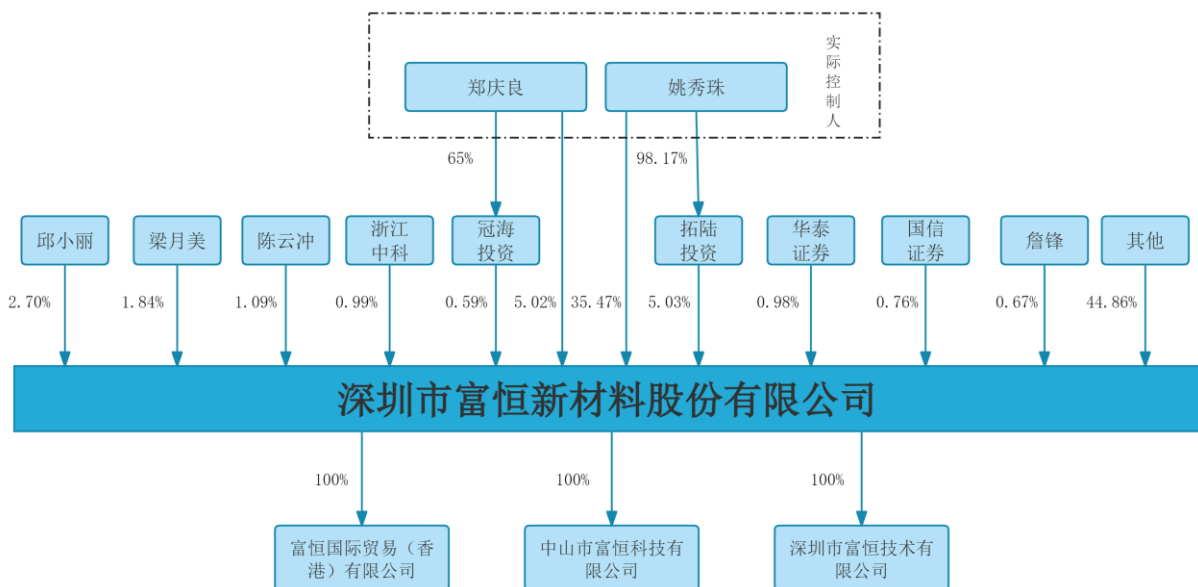 实
际
控
制
人
郑庆良
姚秀珠
65%
98.17%
邱小丽
梁月美
陈云冲
浙江
中科
冠海
投资
拓陆
投资
华泰
证券
国信
证券
詹锋
其他
2.70%
1.84%
1.09%
0.99%
0.59%
5.02%
35.47%
5.03%
0.98%
0.76%
0.67%
44.86%
深圳市富恒新材料股份有限公司
100%
100%
100%
富恒国际贸易（香
港）有限公司
中山市富恒科技有
限公司
深圳市富恒技术有
限公司